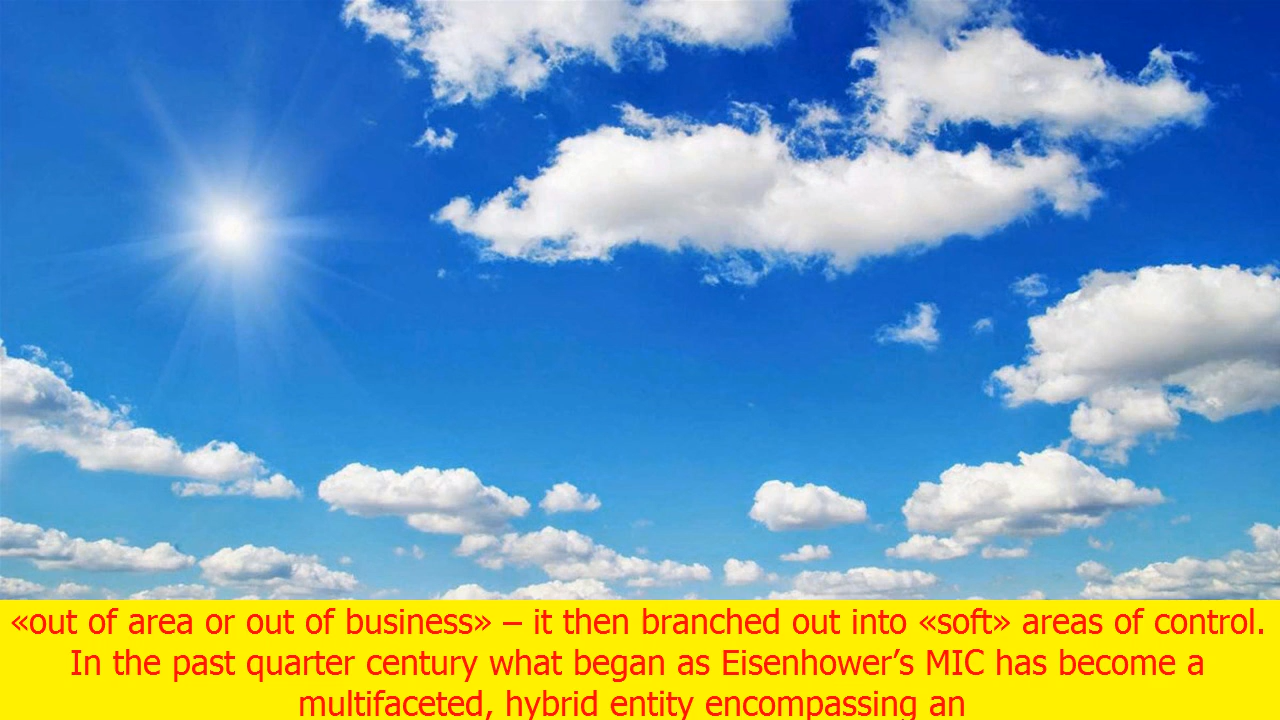 «out of area or out of business» – it then branched out into «soft» areas of control.
In the past quarter century what began as Eisenhower’s MIC has become a
multifaceted, hybrid entity encompassing an